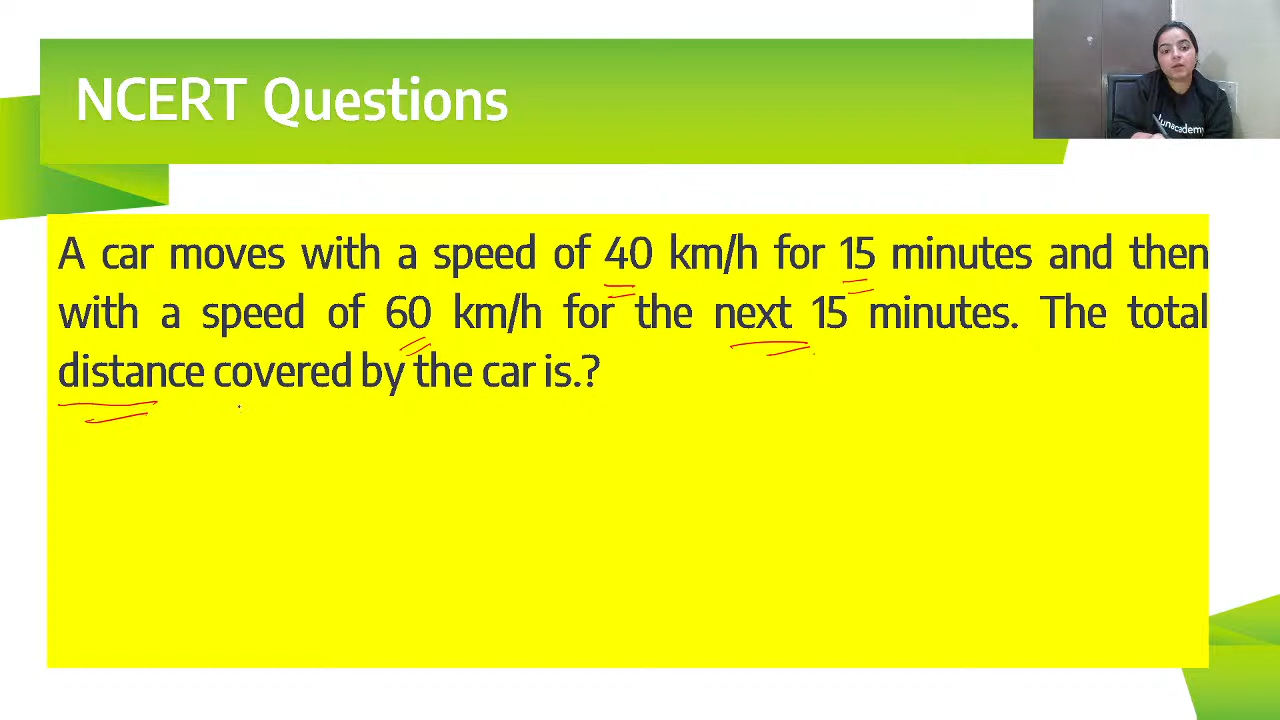 NCERT Questions
unacademy
A car moves with a speed of 40 km/h for 15 minutes and then
with a speed of 60 km/h for the next 15 minutes. The total
distance covered by the car is.?